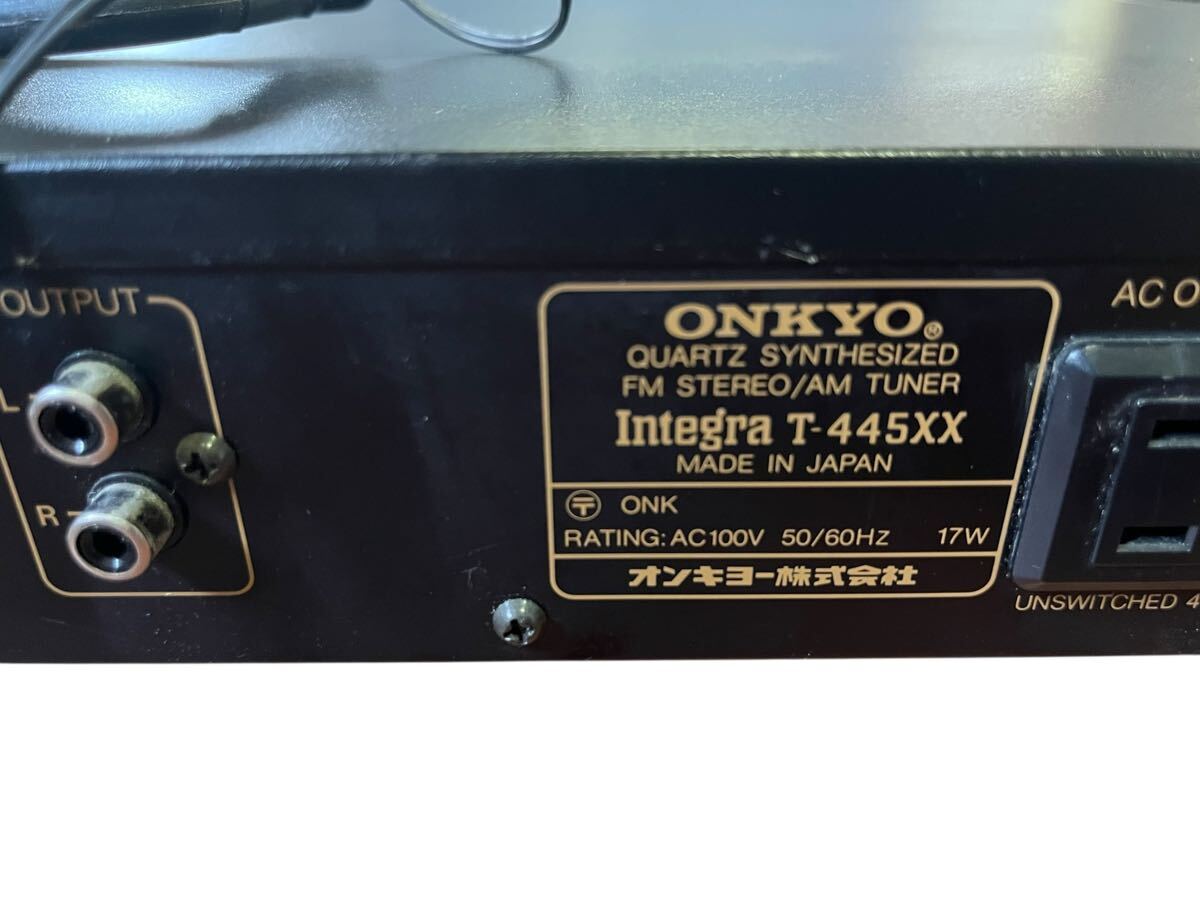 OUTPUT
L
R
ONKYO®
QUARTZ SYNTHESIZED
FM STEREO/AM TUNER
Integra T-445XX
MADE IN JAPAN
〒 ONK
RATING: AC100V 50/60Hz 17W
オンキヨー株式会社
AC O
UNSWITCHED 4